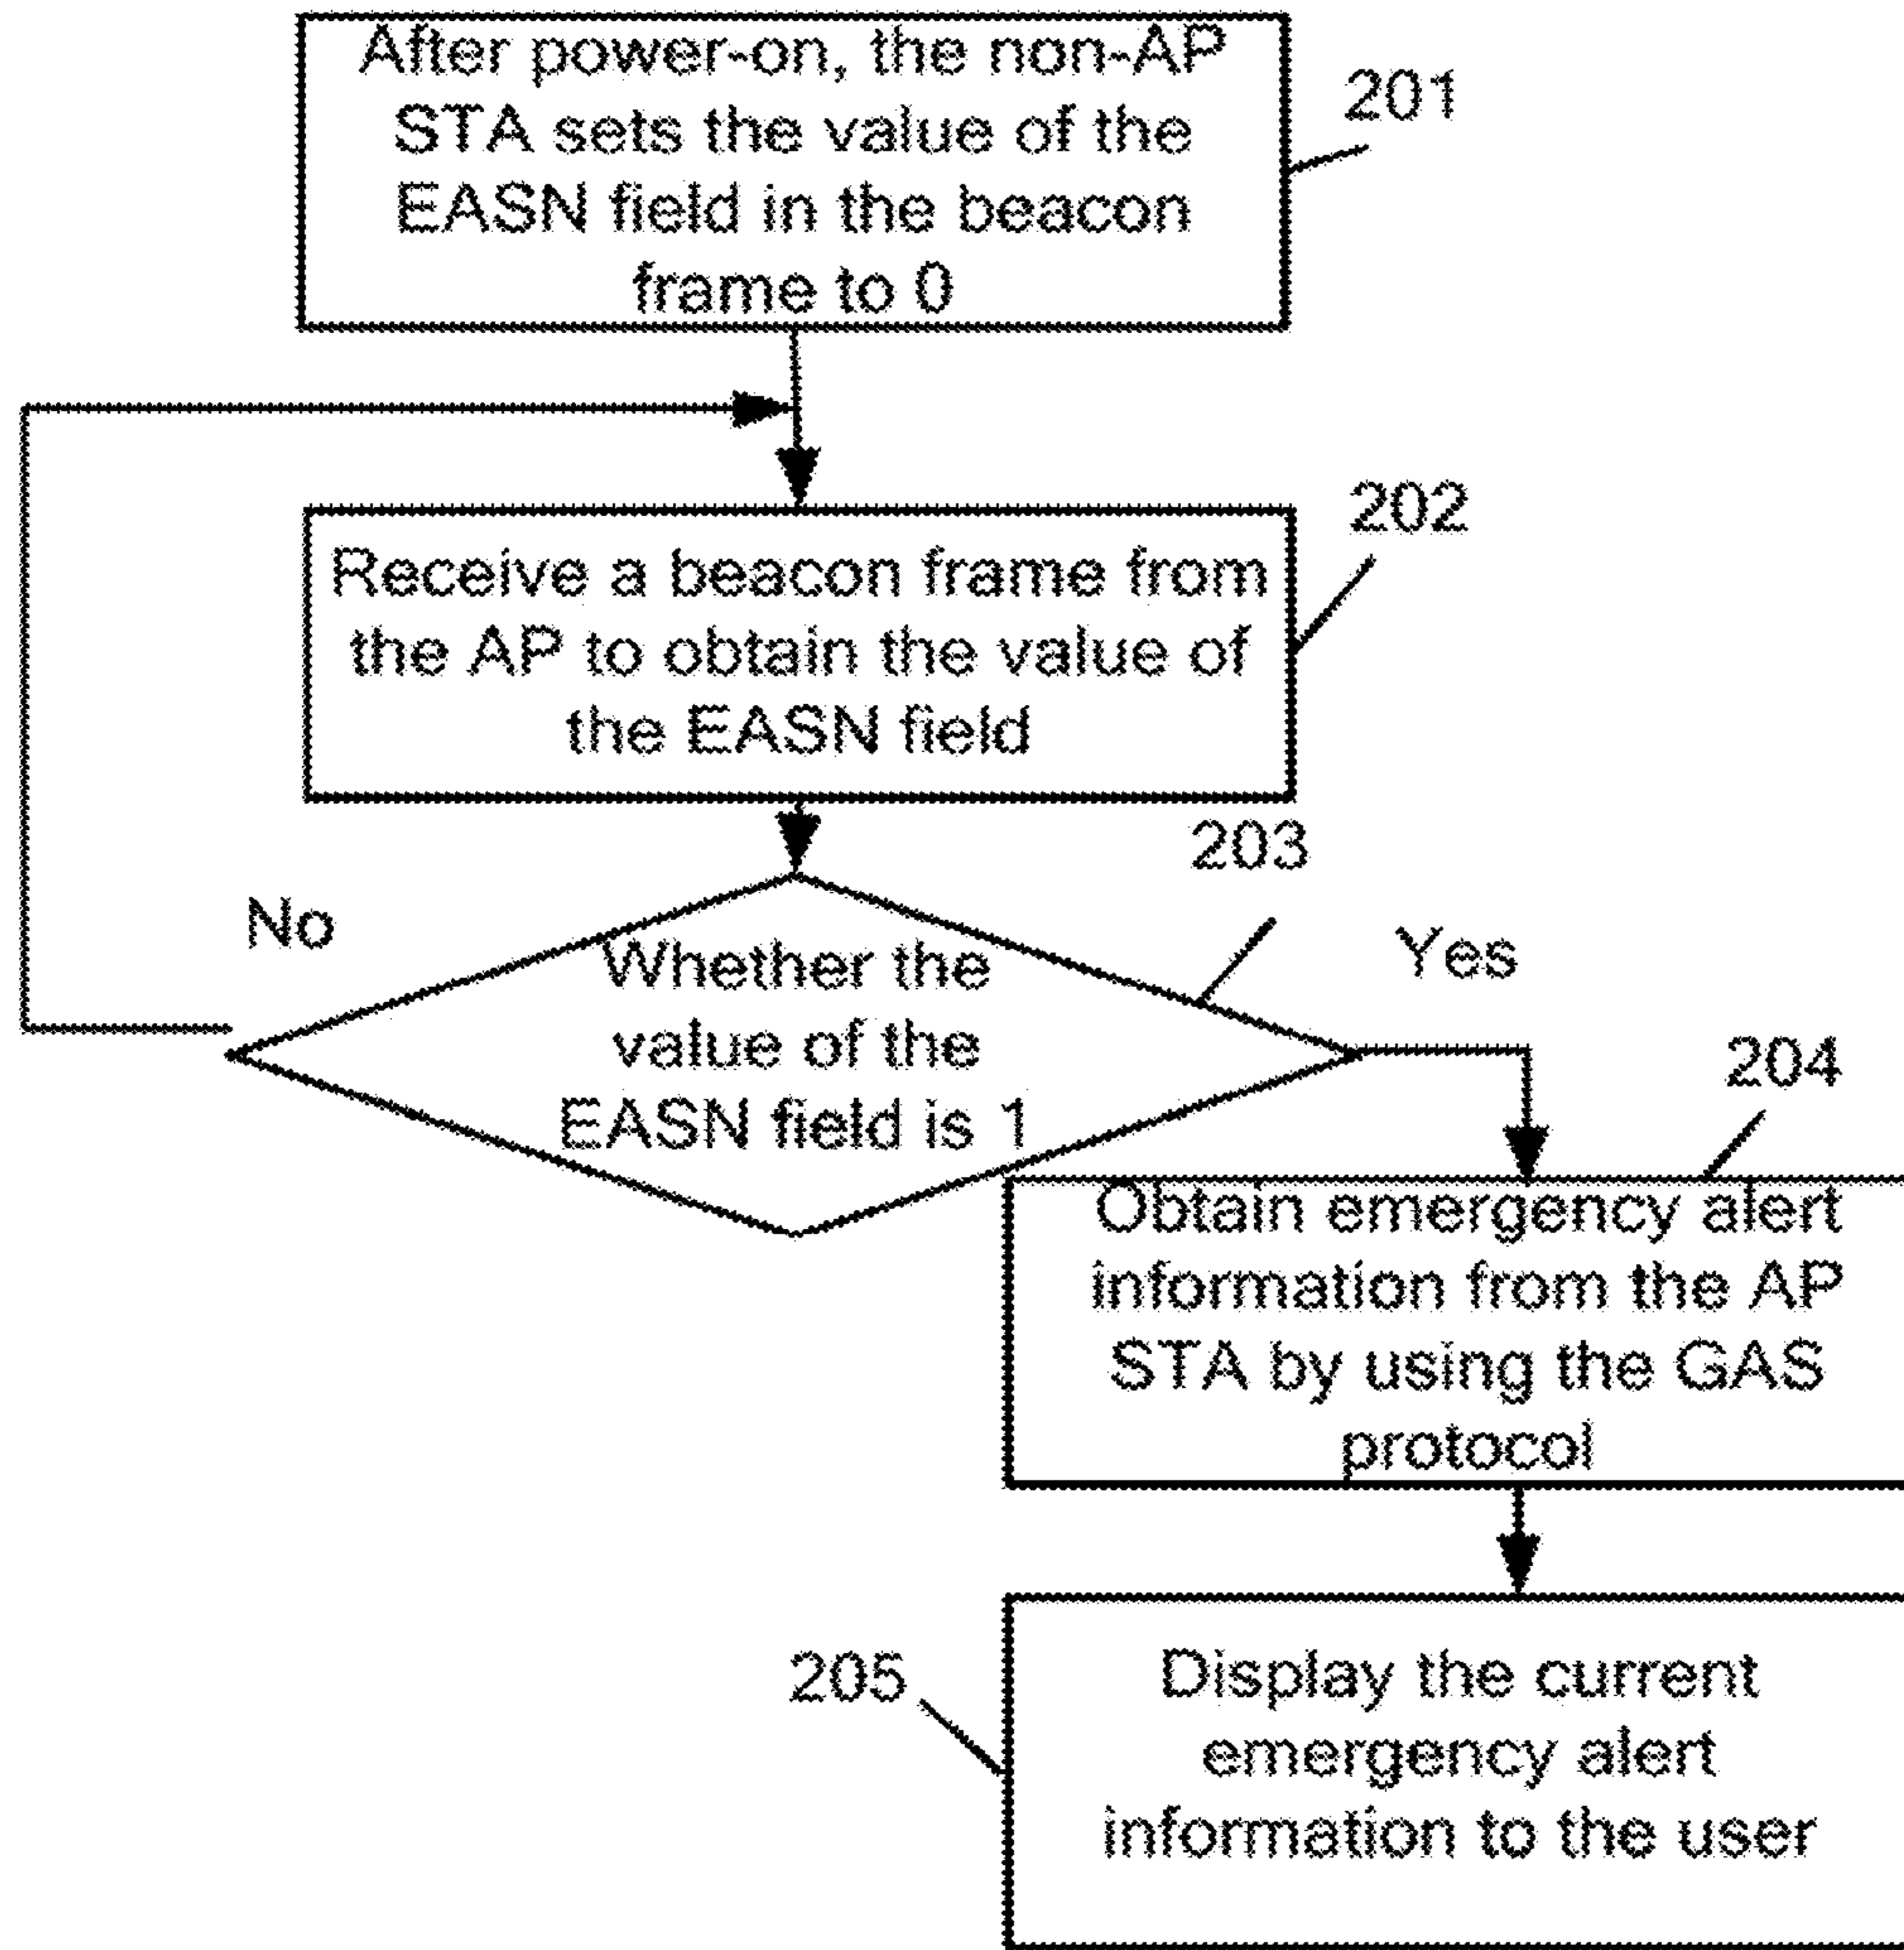 After power-on, the non-AP
STA sets the value of the
EASN field in the beacon
frame to 0
201
Receive a beacon frame from
the AP to obtain the value of
the EASN field
202
203
No
Yes
Whether the
value of the
EASN field is 1
204
Obtain emergency alert
information from the AP
STA by using the GAS
protocol
205
Display the current
emergency alert
information to the user